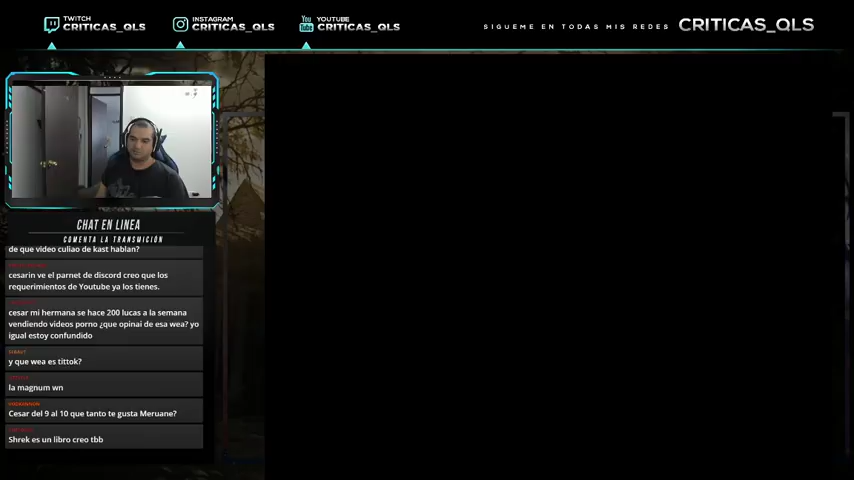 TWITCH
CRITICAS_QLS
INSTAGRAM
CRITICAS_QLS
You
Tube
YOUTUBE
CRITICAS_QLS
SIGUEME EN TODAS MIS REDES
CRITICAS_QLS
CHAT EN LINEA
COMENTA LA TRANSMICIÓN
de que video culiao de kast hablan?
cesarin ve el parnet de discord creo que los
requerimientos de Youtube ya los tienes.
cesar mi hermana se hace 200 lucas a la semana
vendiendo videos porno ¿que opinai de esa wea? yo
igual estoy confundido
y que wea es tittok?
la magnum wn
Cesar del 9 al 10 que tanto te gusta Meruane?
Shrek es un libro creo tbb